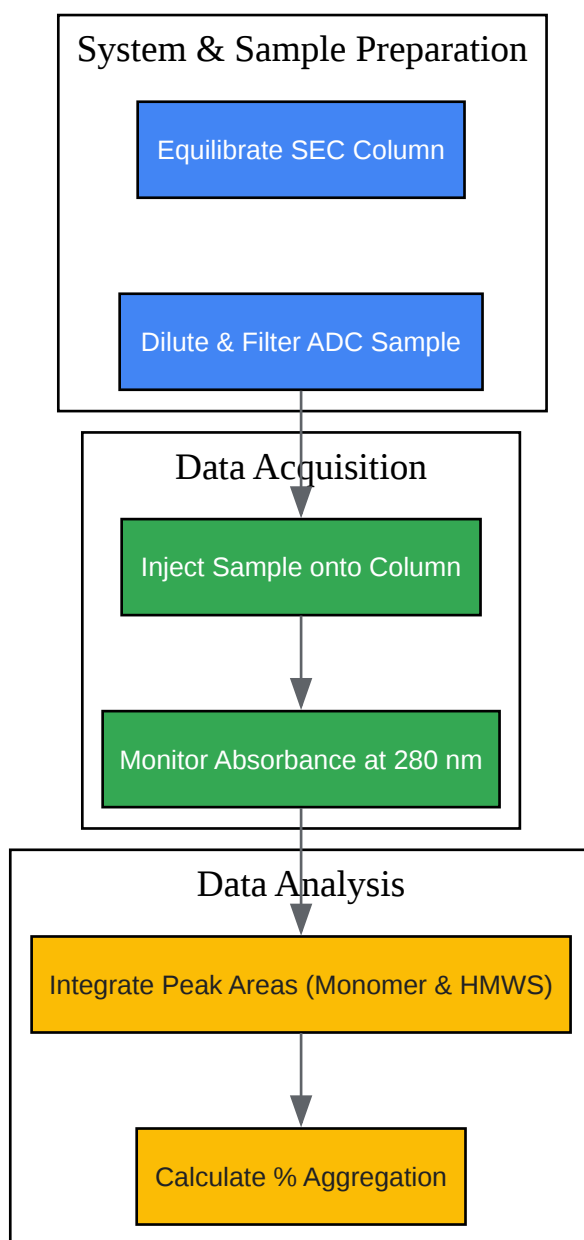 System & Sample Preparation
Equilibrate SEC Column
Dilute & Filter ADC Sample
Data Acquisition
Inject Sample onto Column
Monitor Absorbance at 280 nm
Data Analysis
Integrate Peak Areas (Monomer & HMWS)
Calculate % Aggregation